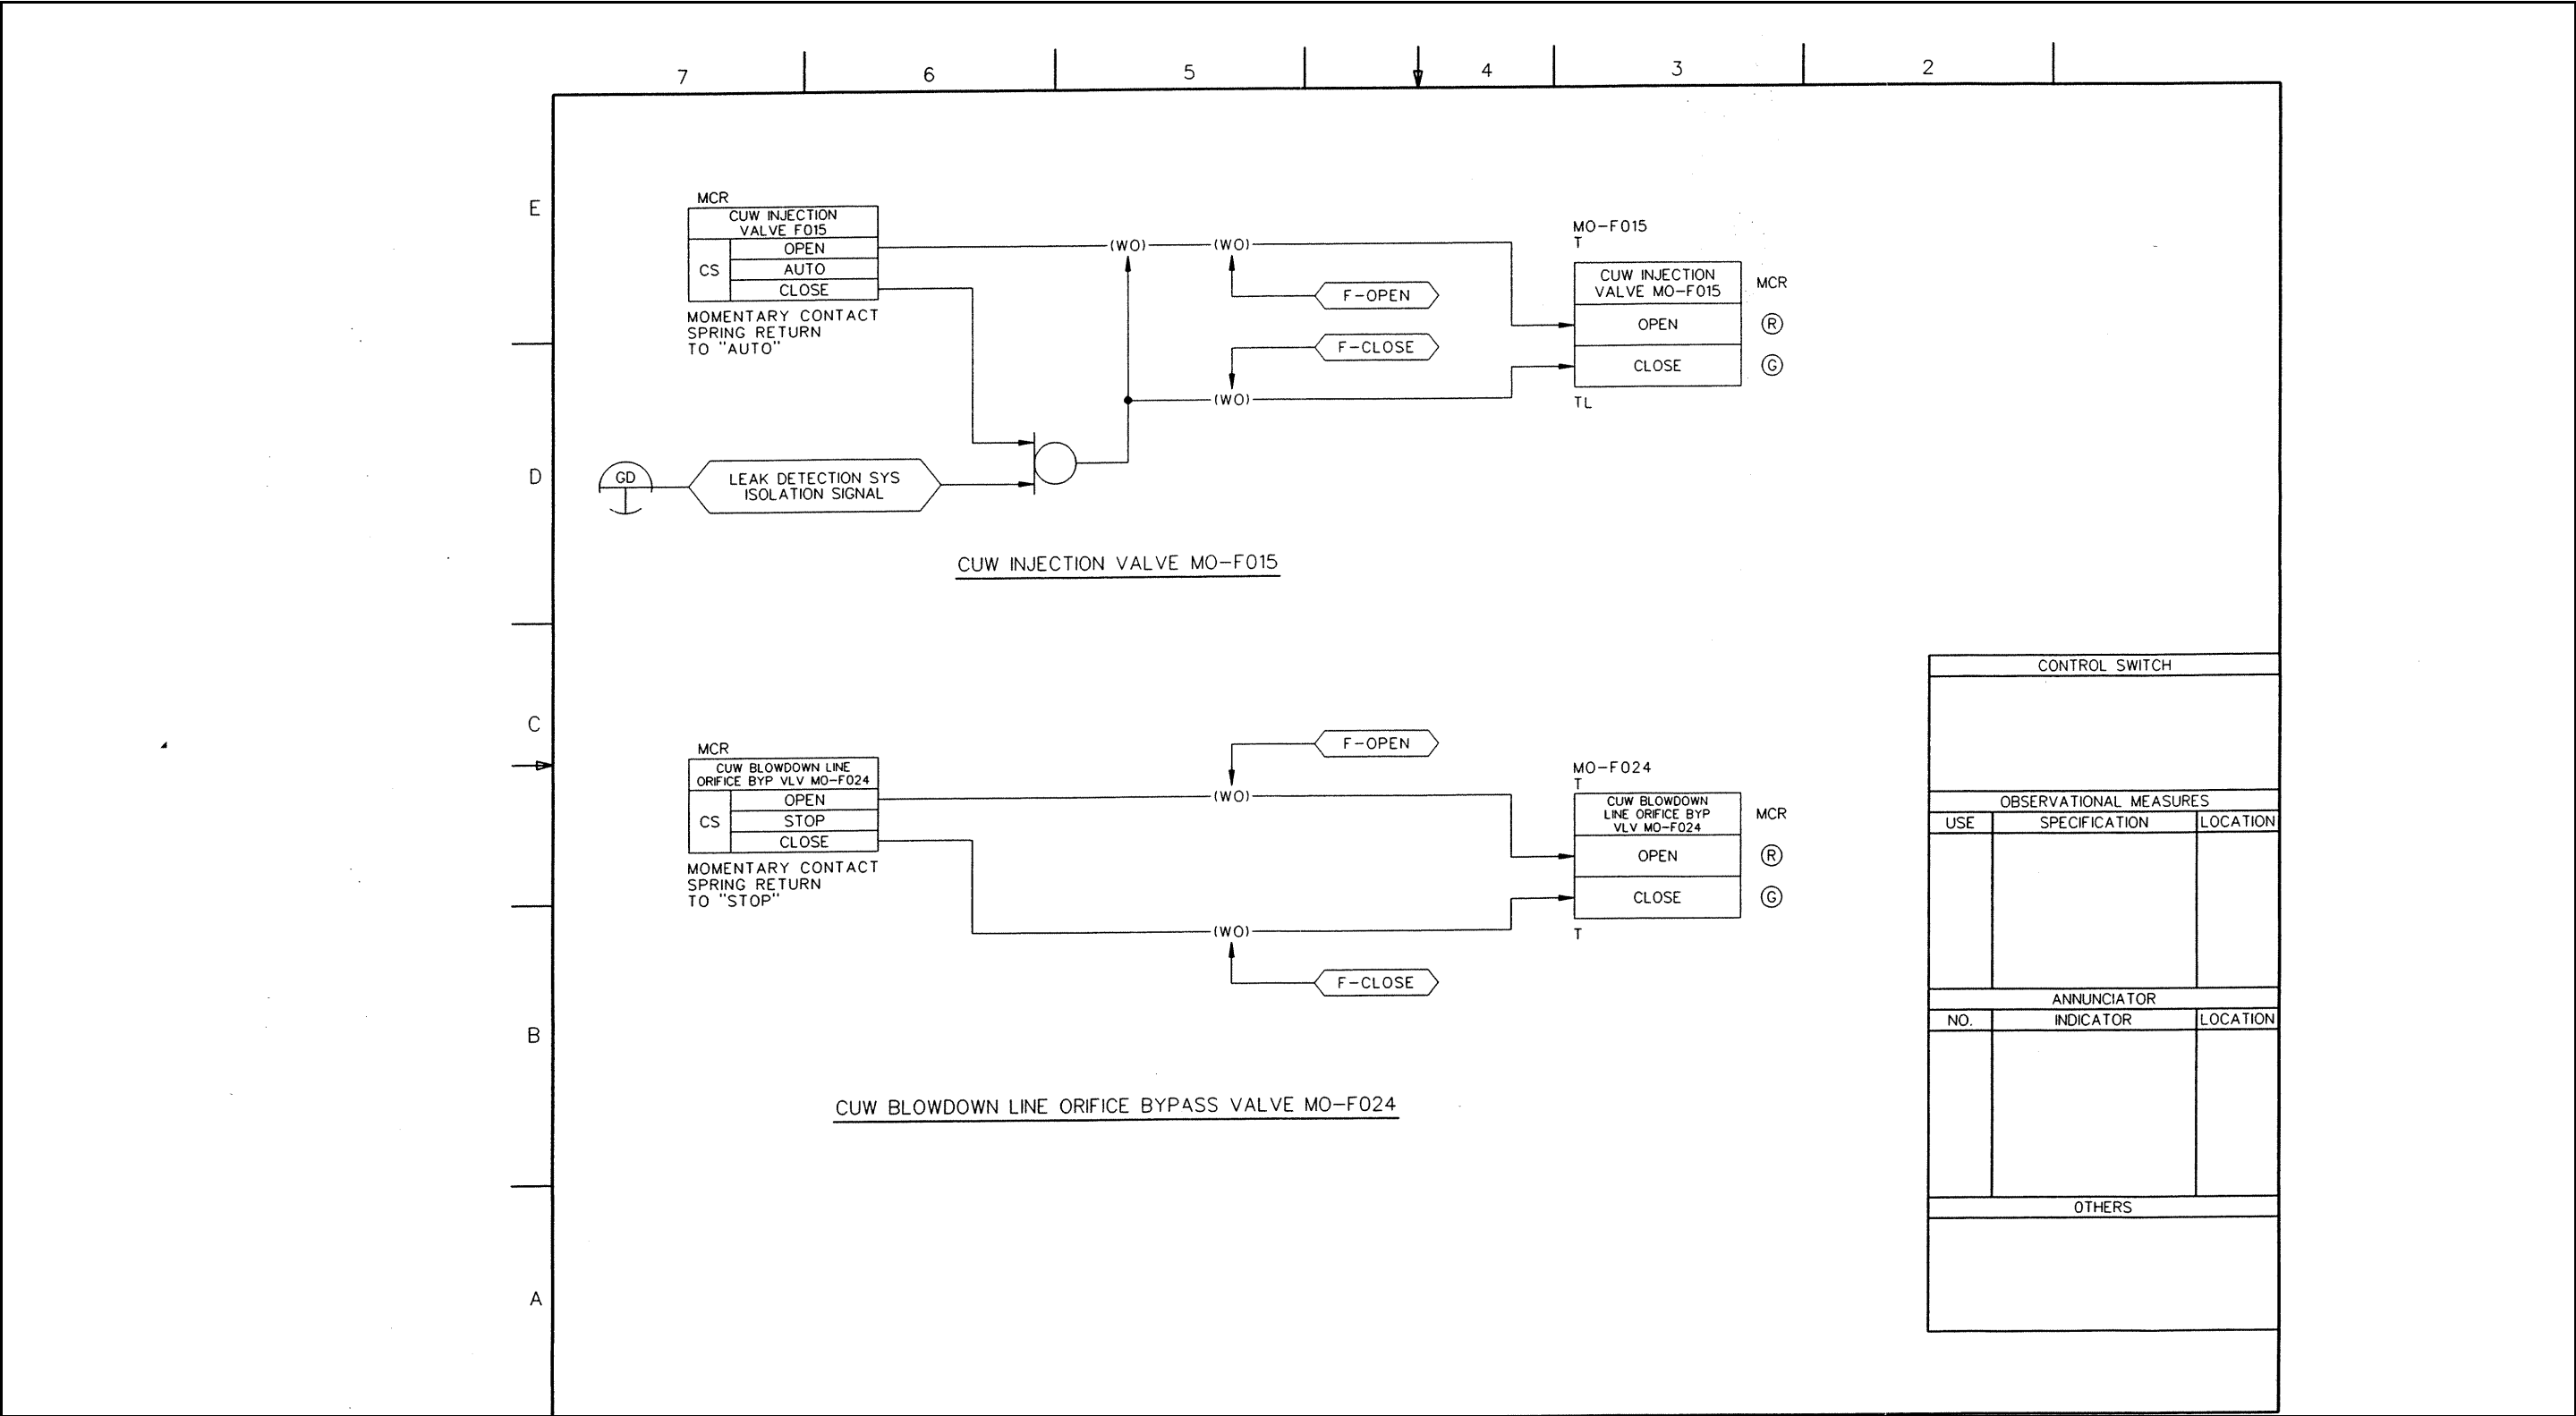 7 6 5 4 3 2
E
MCR
CUW INJECTION
VALVE F015
CS
OPEN
AUTO
CLOSE
MOMENTARY CONTACT
SPRING RETURN
TO "AUTO"
(WO) (WO)
F-OPEN
F-CLOSE
(WO)
MO-F015
T
CUW INJECTION
VALVE MO-F015
MCR
OPEN
R
CLOSE
G
TL
D
GD
LEAK DETECTION SYS
ISOLATION SIGNAL
CUW INJECTION VALVE MO-F015
C
MCR
CUW BLOWDOWN LINE
ORIFICE BYP VLV MO-F024
CS
OPEN
STOP
CLOSE
MOMENTARY CONTACT
SPRING RETURN
TO "STOP"
F-OPEN
(WO)
(WO)
F-CLOSE
MO-F024
T
CUW BLOWDOWN
LINE ORIFICE BYP
VLV MO-F024
MCR
OPEN
R
CLOSE
G
T
CUW BLOWDOWN LINE ORIFICE BYPASS VALVE MO-F024
B
A
CONTROL SWITCH
OBSERVATIONAL MEASURES
USE SPECIFICATION LOCATION
ANNUNCIATOR
NO. INDICATOR LOCATION
OTHERS